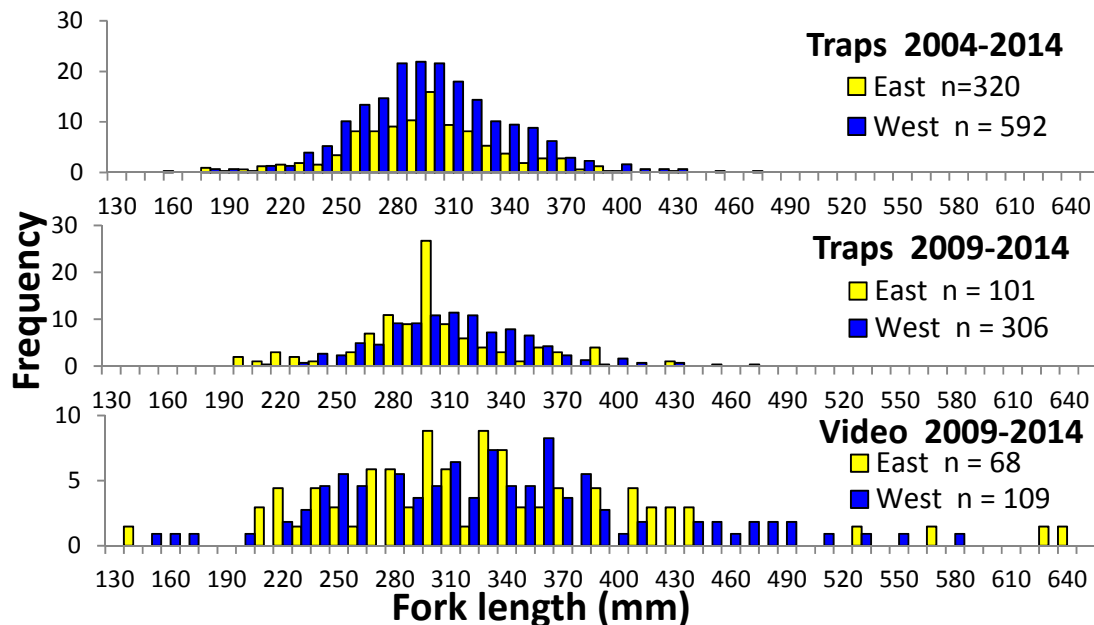 30
20
10
0
Traps 2004-2014
East n=320
West n = 592
130 160 190 220 250 280 310 340 370 400 430 460 490 520 550 580 610 640
Frequency
30
20
10
0
Traps 2009-2014
East n = 101
West n = 306
130 160 190 220 250 280 310 340 370 400 430 460 490 520 550 580 610 640
10
5
0
Video 2009-2014
East n = 68
West n = 109
130 160 190 220 250 280 310 340 370 400 430 460 490 520 550 580 610 640
Fork length (mm)